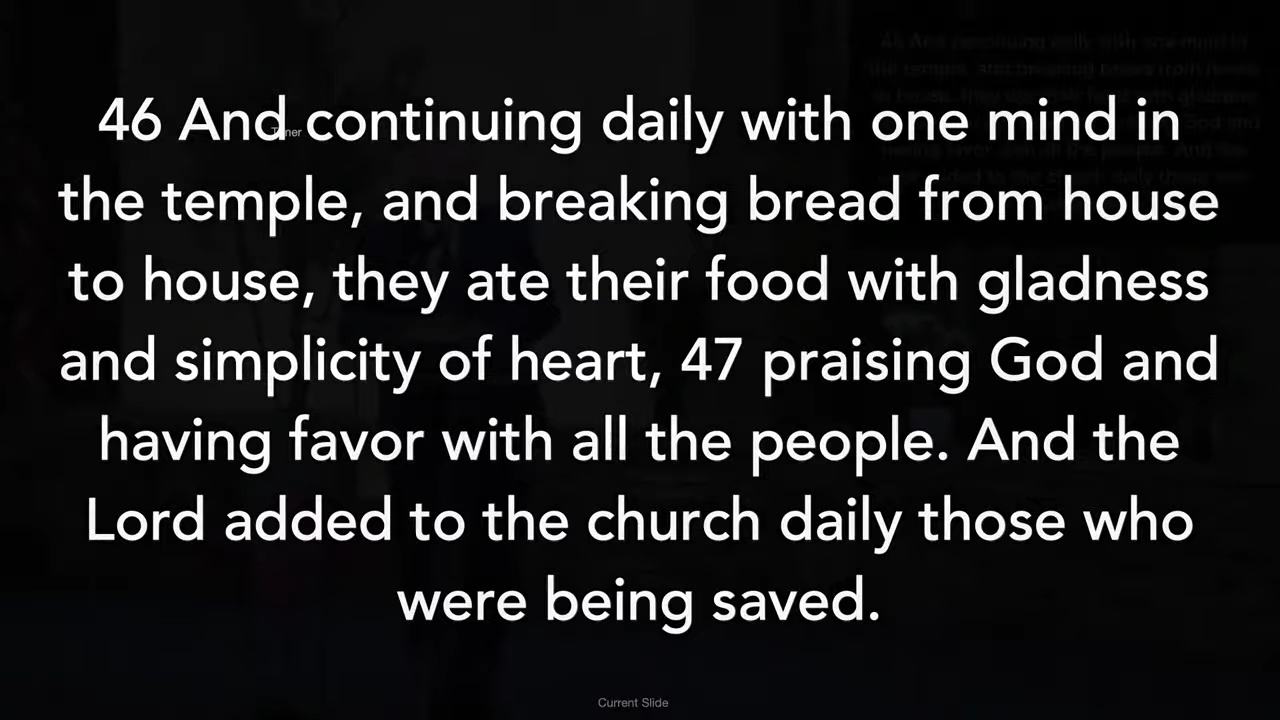 46 And continuing daily with one mind in
the temple, and breaking bread from house
to house, they ate their food with gladness
and simplicity of heart, 47 praising God and
having favor with all the people. And the
Lord added to the church daily those who
were being saved.
Current Slide